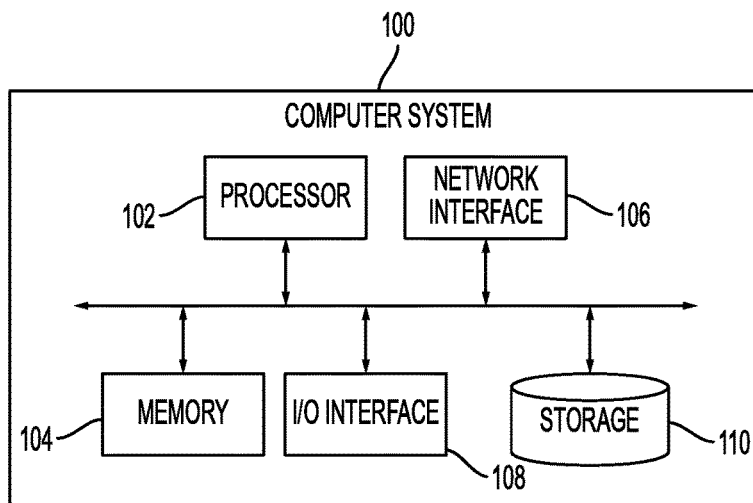 100
COMPUTER SYSTEM
PROCESSOR
102
NETWORK
INTERFACE
106
MEMORY
104
I/O INTERFACE
108
STORAGE
110